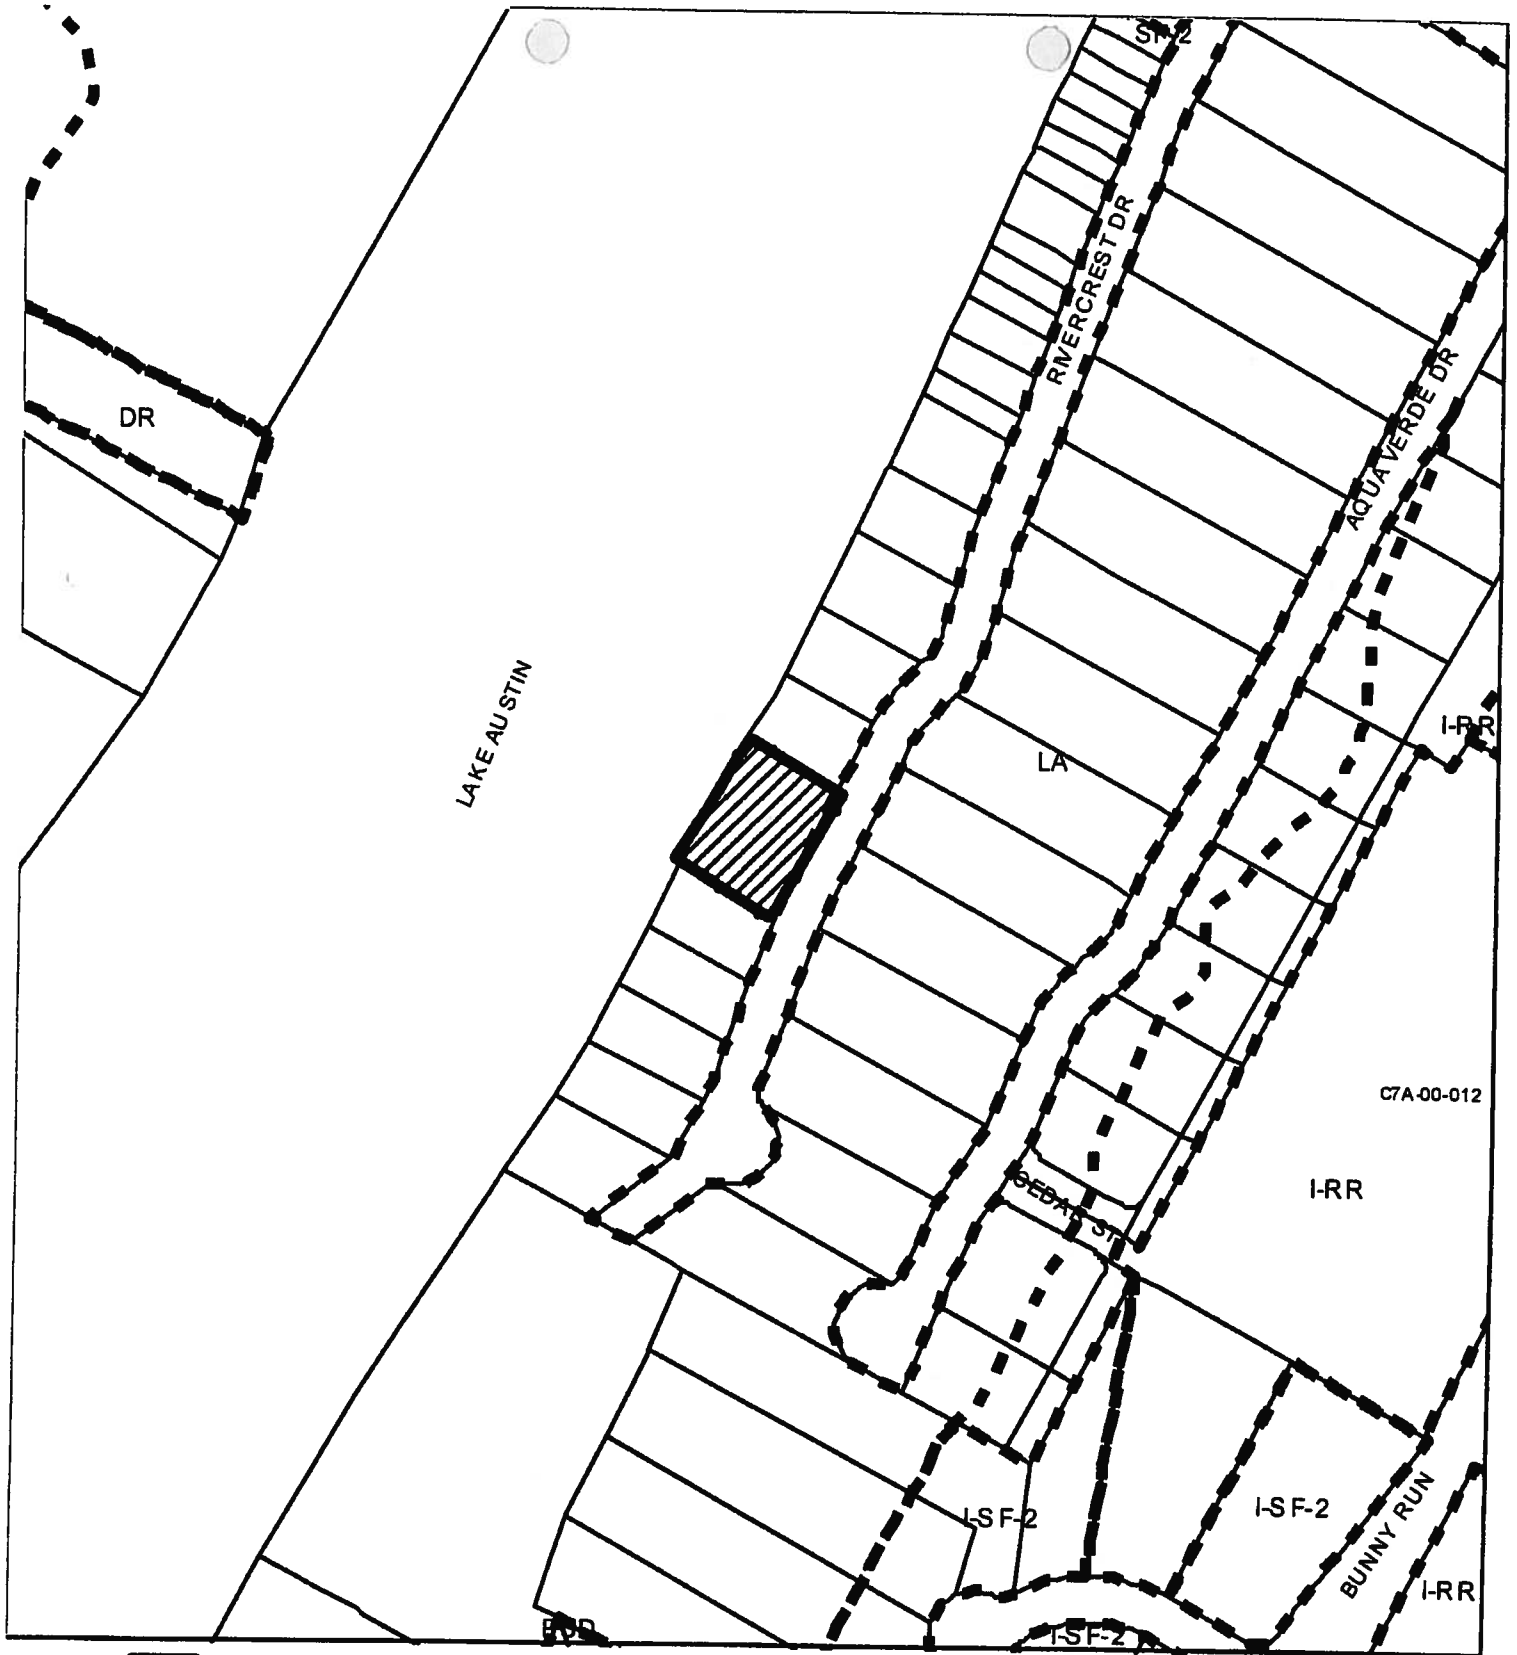 SF-2
RIVERCREST DR
AQUA VERDE DR
DR
LAKE AUSTIN
I-RR
LA
C7A-00-012
CEDAR ST
I-RR
I-SF-2
I-SF-2
BUNNY RUN
I-RR
PUD
I-SF-2